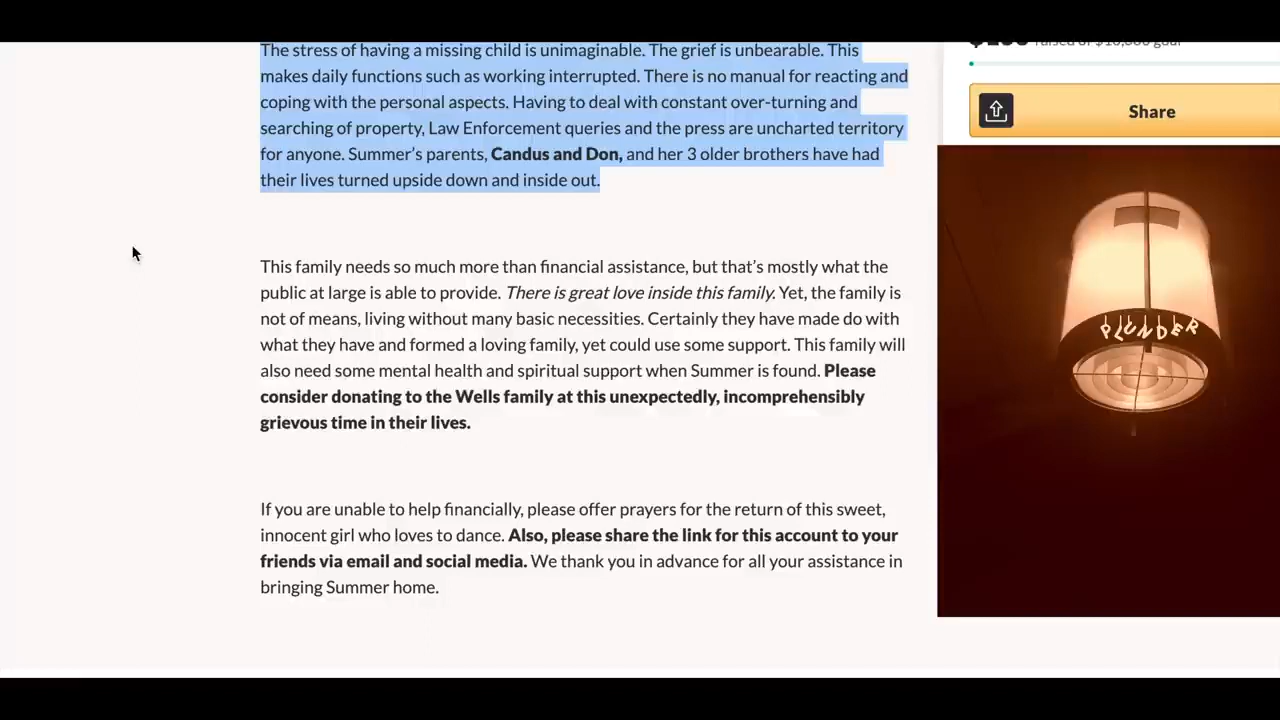 The stress of having a missing child is unimaginable. The grief is unbearable. This
makes daily functions such as working interrupted. There is no manual for reacting and
coping with the personal aspects. Having to deal with constant over-turning and
searching of property, Law Enforcement queries and the press are uncharted territory
for anyone. Summer’s parents, Candus and Don, and her 3 older brothers have had
their lives turned upside down and inside out.
This family needs so much more than financial assistance, but that’s mostly what the
public at large is able to provide. There is great love inside this family. Yet, the family is
not of means, living without many basic necessities. Certainly they have made do with
what they have and formed a loving family, yet could use some support. This family will
also need some mental health and spiritual support when Summer is found. Please
consider donating to the Wells family at this unexpectedly, incomprehensibly
grievous time in their lives.
If you are unable to help financially, please offer prayers for the return of this sweet,
innocent girl who loves to dance. Also, please share the link for this account to your
friends via email and social media. We thank you in advance for all your assistance in
bringing Summer home.
raised of $10,000 goal
Share
PLUNDER